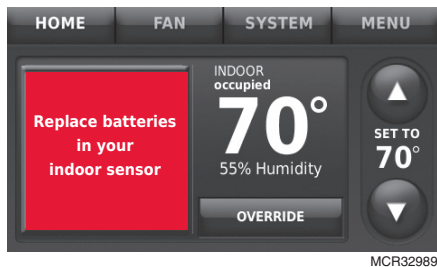 HOME FAN SYSTEM MENU
Replace batteries
in your
indoor sensor
INDOOR
occupied
70°
55% Humidity
OVERRIDE
SET TO
70°
MCR32989